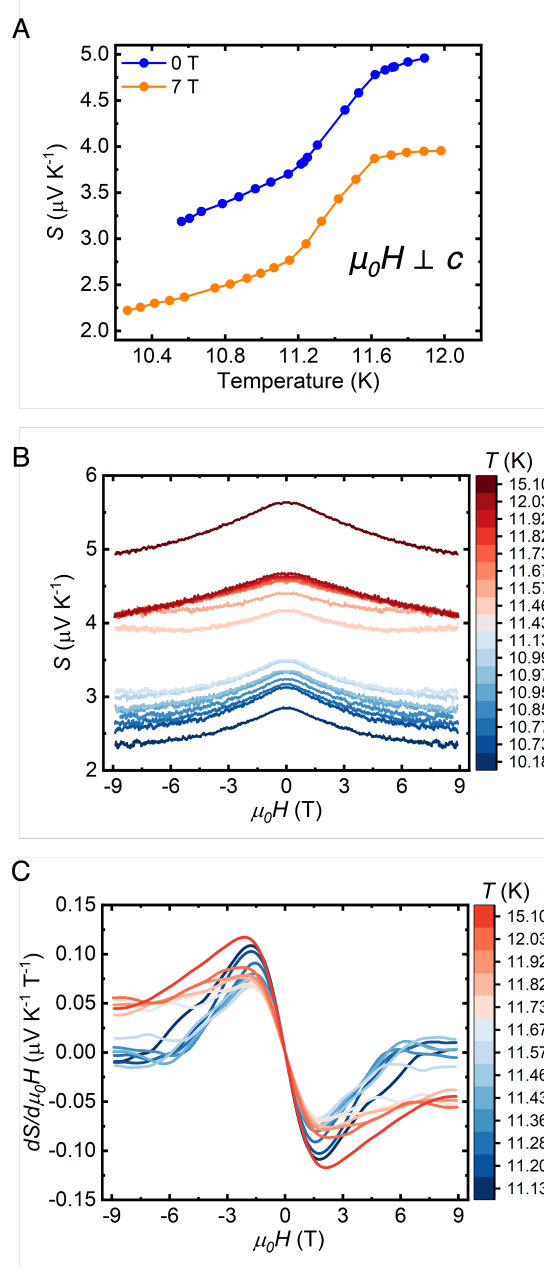 A
5.0
4.5
4.0
3.5
3.0
2.5
2.0
S (μV K⁻¹)
0 T
7 T
μ₀H ⊥ c
10.4 10.8 11.2 11.6 12.0
Temperature (K)
B
6
5
4
3
2
S (μV K⁻¹)
-9 -6 -3 0 3 6 9
μ₀H (T)
T (K)
15.10
12.03
11.92
11.82
11.73
11.67
11.57
11.46
11.43
11.13
10.99
10.97
10.95
10.85
10.77
10.73
10.18
C
0.15
0.10
0.05
0.00
-0.05
-0.10
-0.15
dS/dμ₀H (μV K⁻¹ T⁻¹)
-9 -6 -3 0 3 6 9
μ₀H (T)
T (K)
15.10
12.03
11.92
11.82
11.73
11.67
11.57
11.46
11.43
11.36
11.28
11.20
11.13